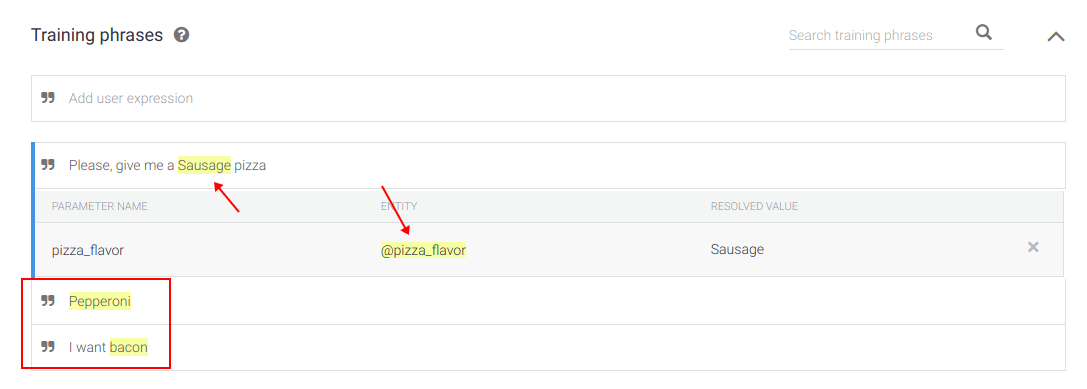 Training phrases ?
Search training phrases
Add user expression
Please, give me a Sausage pizza
PARAMETER NAME ENTITY RESOLVED VALUE
pizza_flavor @pizza_flavor Sausage
Pepperoni
I want bacon